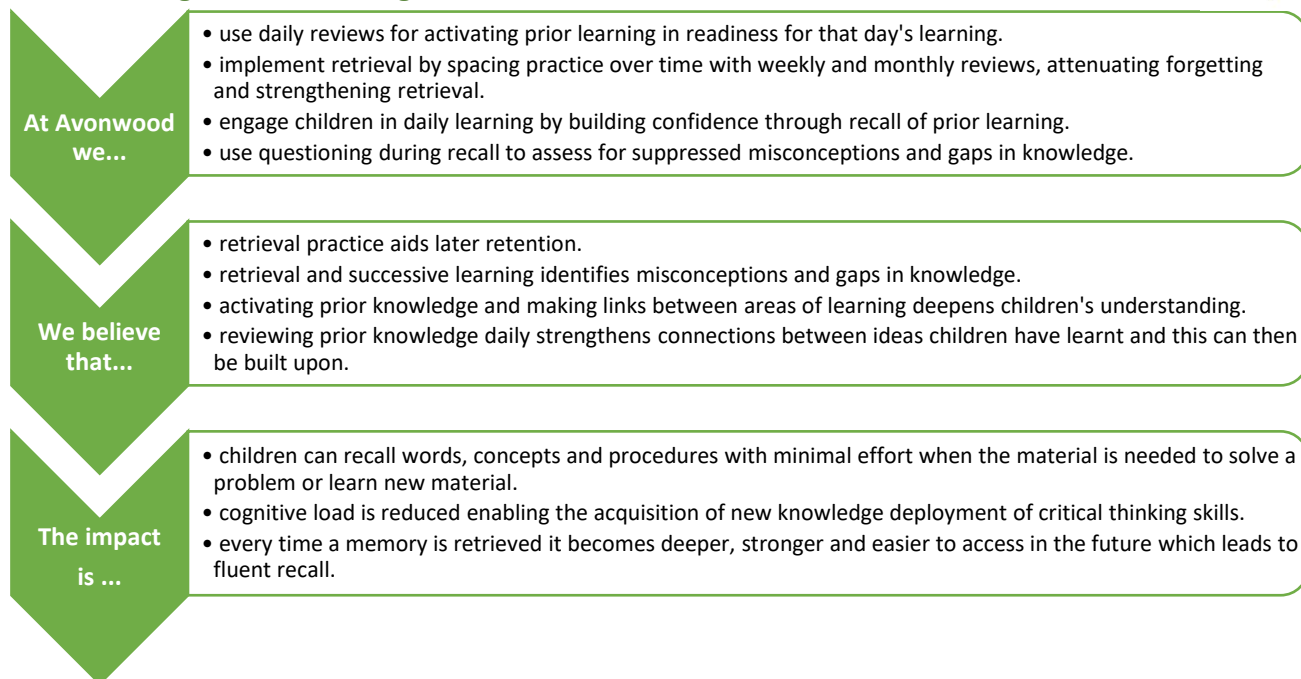 At Avonwood
we...
• use daily reviews for activating prior learning in readiness for that day's learning.
• implement retrieval by spacing practice over time with weekly and monthly reviews, attenuating forgetting
and strengthening retrieval.
• engage children in daily learning by building confidence through recall of prior learning.
• use questioning during recall to assess for suppressed misconceptions and gaps in knowledge.
We believe
that...
• retrieval practice aids later retention.
• retrieval and successive learning identifies misconceptions and gaps in knowledge.
• activating prior knowledge and making links between areas of learning deepens children's understanding.
• reviewing prior knowledge daily strengthens connections between ideas children have learnt and this can then
be built upon.
The impact
is ...
• children can recall words, concepts and procedures with minimal effort when the material is needed to solve a
problem or learn new material.
• cognitive load is reduced enabling the acquisition of new knowledge deployment of critical thinking skills.
• every time a memory is retrieved it becomes deeper, stronger and easier to access in the future which leads to
fluent recall.